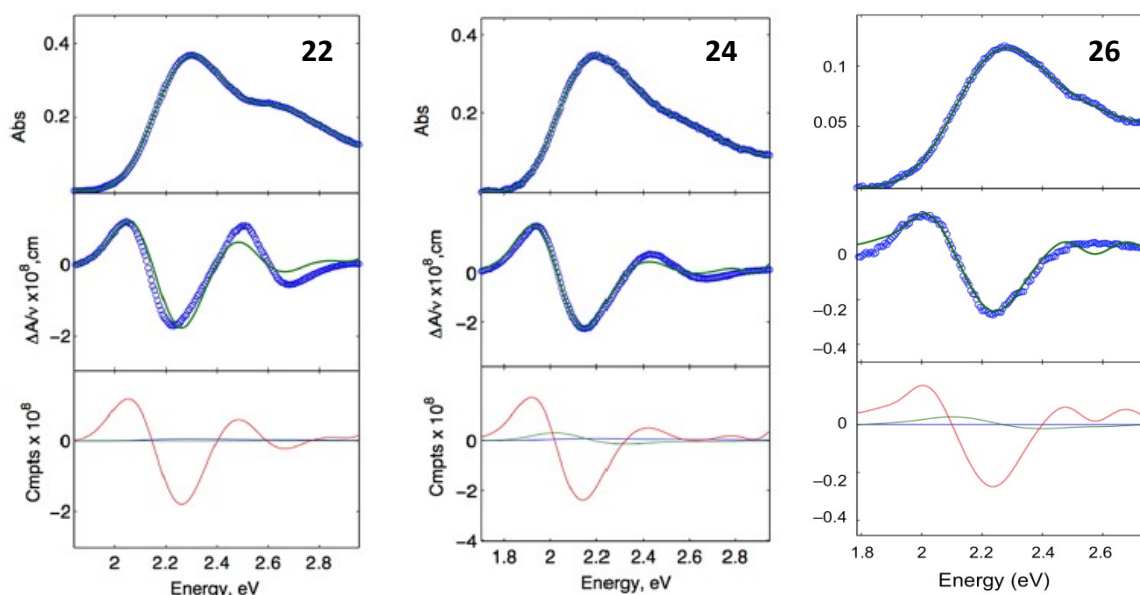 22
0.4
0.2
Abs
0
−2
ΔA/v x10⁸,cm
0
−2
Cmpts x 10⁸
2 2.2 2.4 2.6 2.8
Energy, eV
24
0.4
0.2
Abs
0
−2
ΔA/v x10⁸,cm
0
−2
−4
Cmpts x 10⁸
1.8 2 2.2 2.4 2.6 2.8
Energy, eV
26
0.1
0.05
0
0
−0.2
−0.4
0
−0.2
−0.4
1.8 2 2.2 2.4 2.6
Energy (eV)